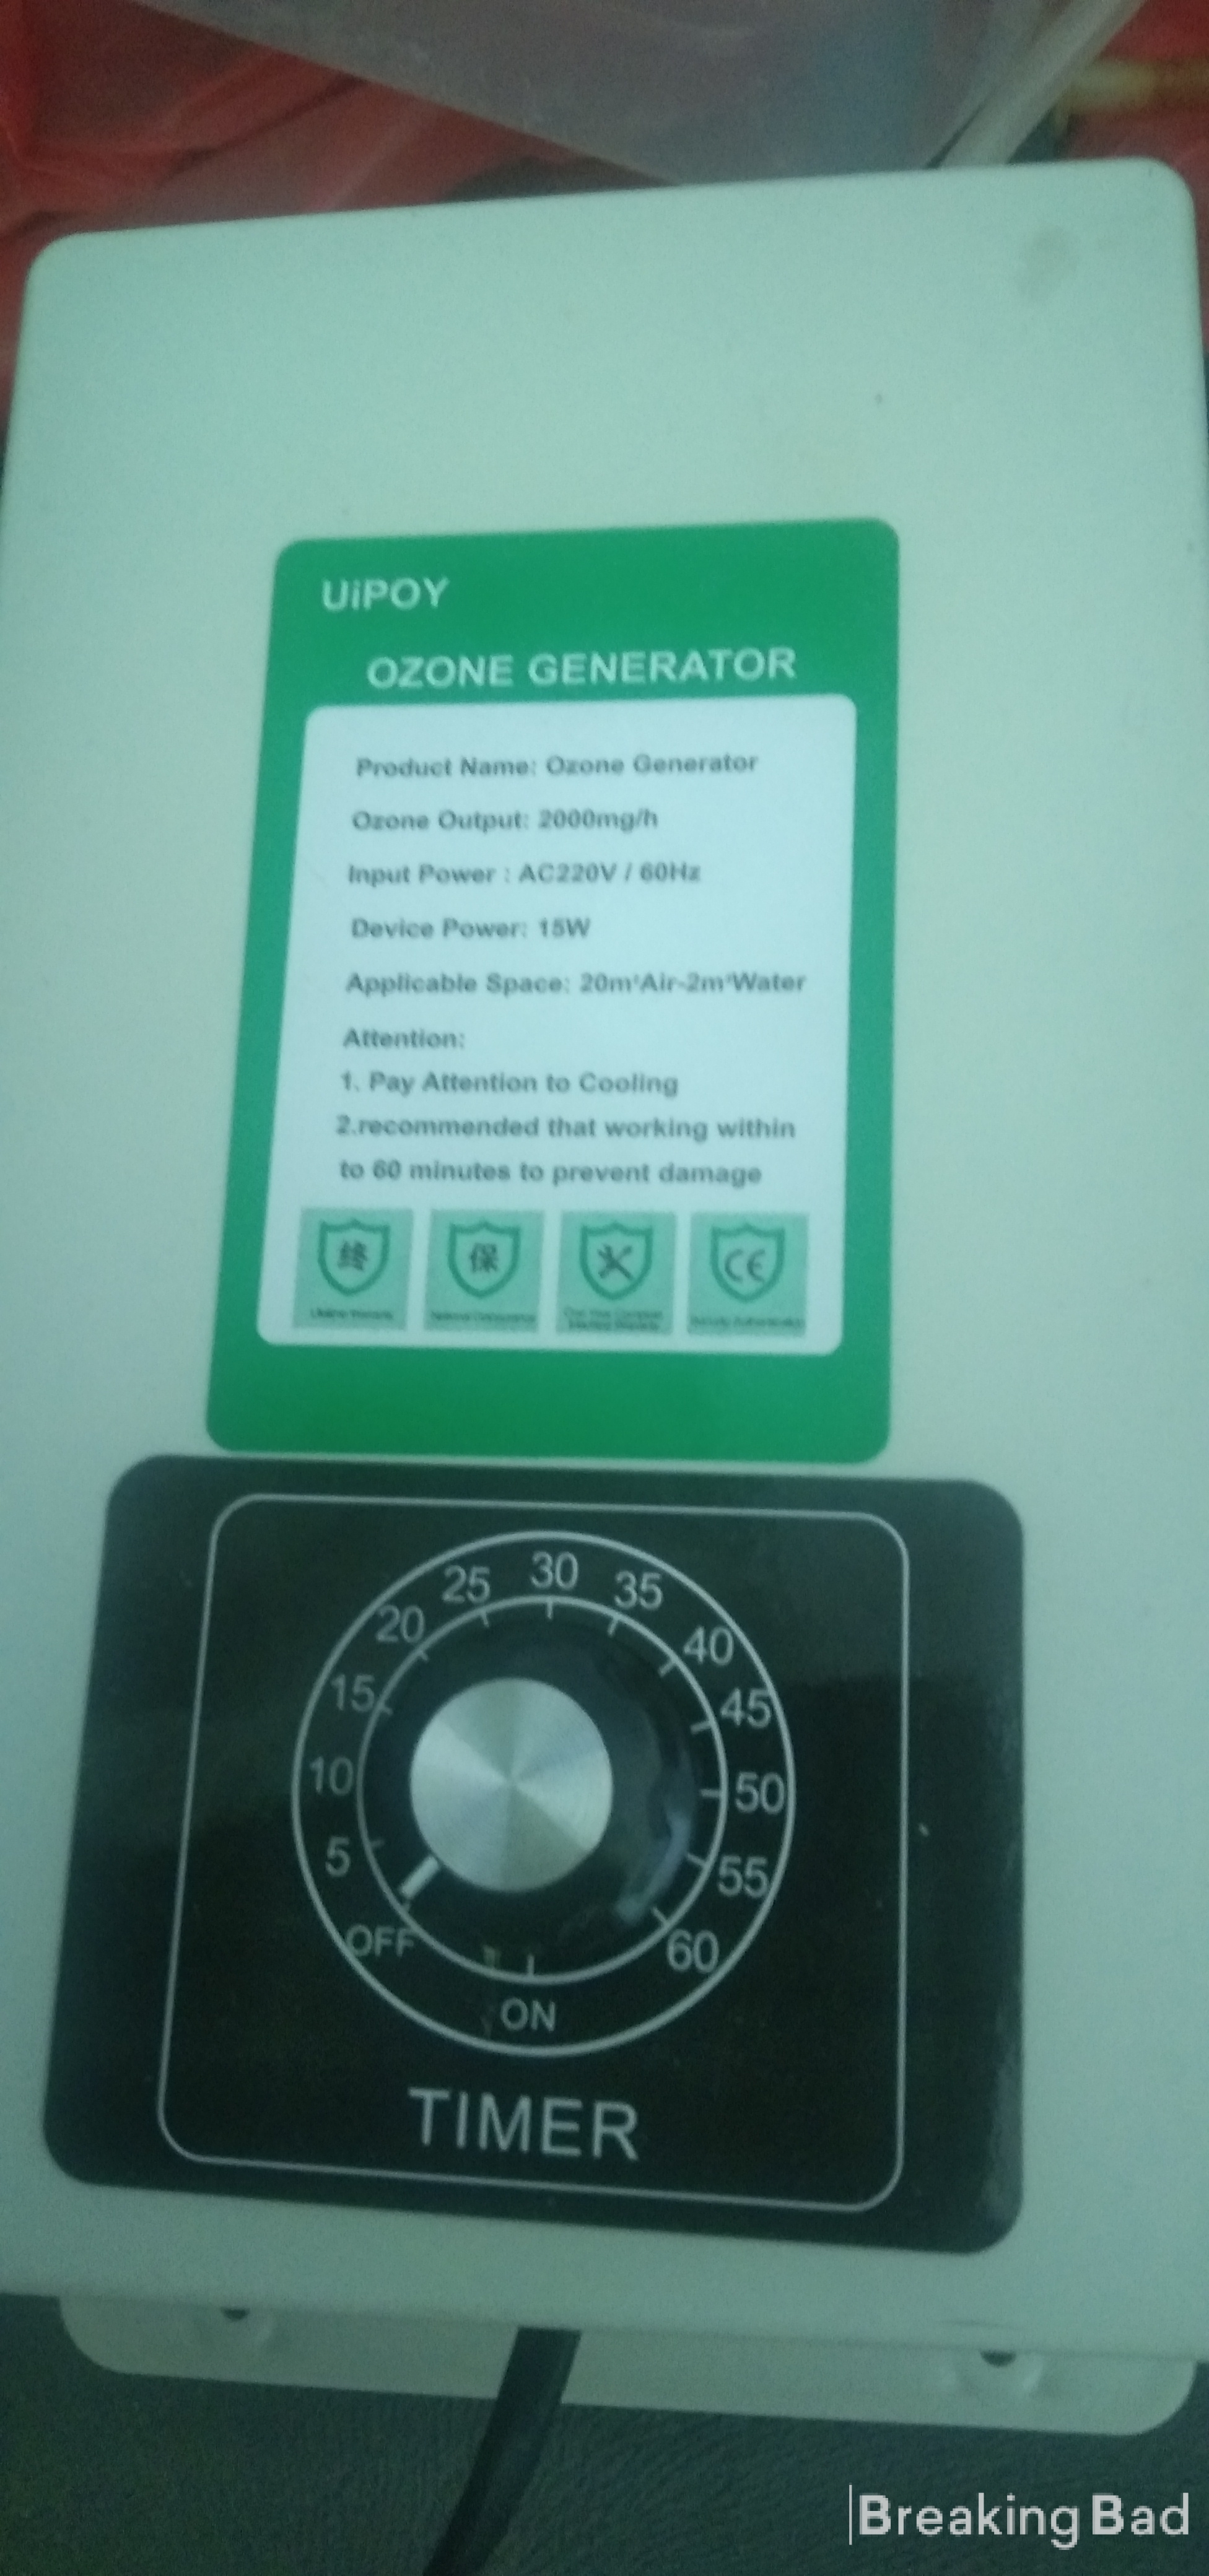 UiPOY
OZONE GENERATOR
Product Name: Ozone Generator
Ozone Output: 2000mg/h
Input Power : AC220V / 60Hz
Device Power: 15W
Applicable Space: 20m³Air-2m³Water
Attention:
1. Pay Attention to Cooling
2.recommended that working within
to 60 minutes to prevent damage
终 保 CE
25 30 35
20 40
15 45
10 50
5 55
OFF 60
ON
TIMER
Breaking Bad